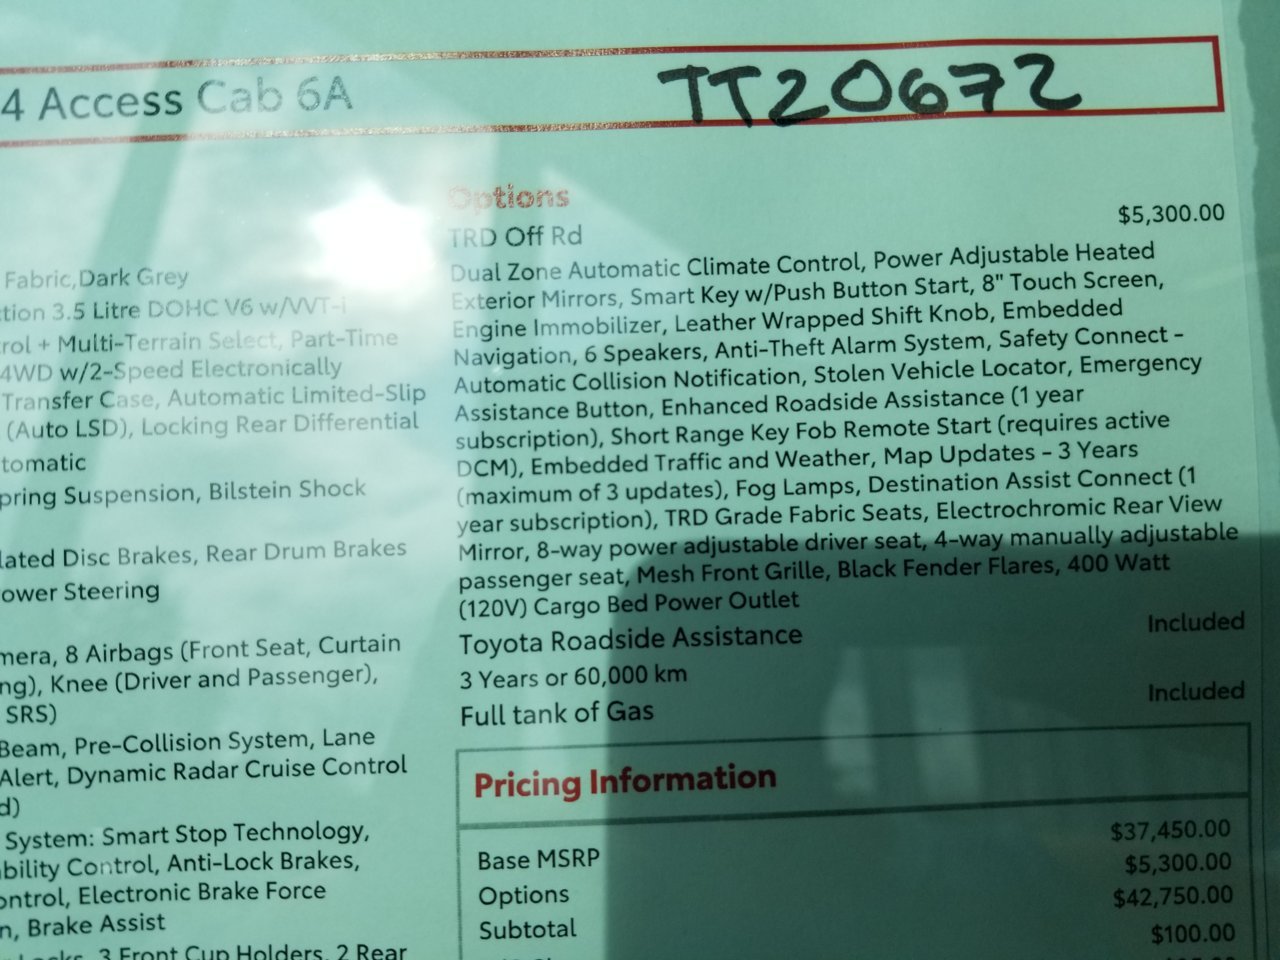 4 Access Cab 6A
TT20672
Fabric,Dark Grey
ction 3.5 Litre DOHC V6 w/VVT-i
rol + Multi-Terrain Select, Part-Time
4WD w/2-Speed Electronically
Transfer Case, Automatic Limited-Slip
(Auto LSD), Locking Rear Differential
tomatic
pring Suspension, Bilstein Shock
lated Disc Brakes, Rear Drum Brakes
ower Steering
mera, 8 Airbags (Front Seat, Curtain
ng), Knee (Driver and Passenger),
SRS)
Beam, Pre-Collision System, Lane
Alert, Dynamic Radar Cruise Control
d)
System: Smart Stop Technology,
bility Control, Anti-Lock Brakes,
ontrol, Electronic Brake Force
n, Brake Assist
Locks, 3 Front Cup Holders, 2 Rear
Options
TRD Off Rd $5,300.00
Dual Zone Automatic Climate Control, Power Adjustable Heated
Exterior Mirrors, Smart Key w/Push Button Start, 8" Touch Screen,
Engine Immobilizer, Leather Wrapped Shift Knob, Embedded
Navigation, 6 Speakers, Anti-Theft Alarm System, Safety Connect -
Automatic Collision Notification, Stolen Vehicle Locator, Emergency
Assistance Button, Enhanced Roadside Assistance (1 year
subscription), Short Range Key Fob Remote Start (requires active
DCM), Embedded Traffic and Weather, Map Updates - 3 Years
(maximum of 3 updates), Fog Lamps, Destination Assist Connect (1
year subscription), TRD Grade Fabric Seats, Electrochromic Rear View
Mirror, 8-way power adjustable driver seat, 4-way manually adjustable
passenger seat, Mesh Front Grille, Black Fender Flares, 400 Watt
(120V) Cargo Bed Power Outlet
Toyota Roadside Assistance Included
3 Years or 60,000 km
Full tank of Gas Included
Pricing Information
Base MSRP $37,450.00
Options $5,300.00
Subtotal $42,750.00
$100.00